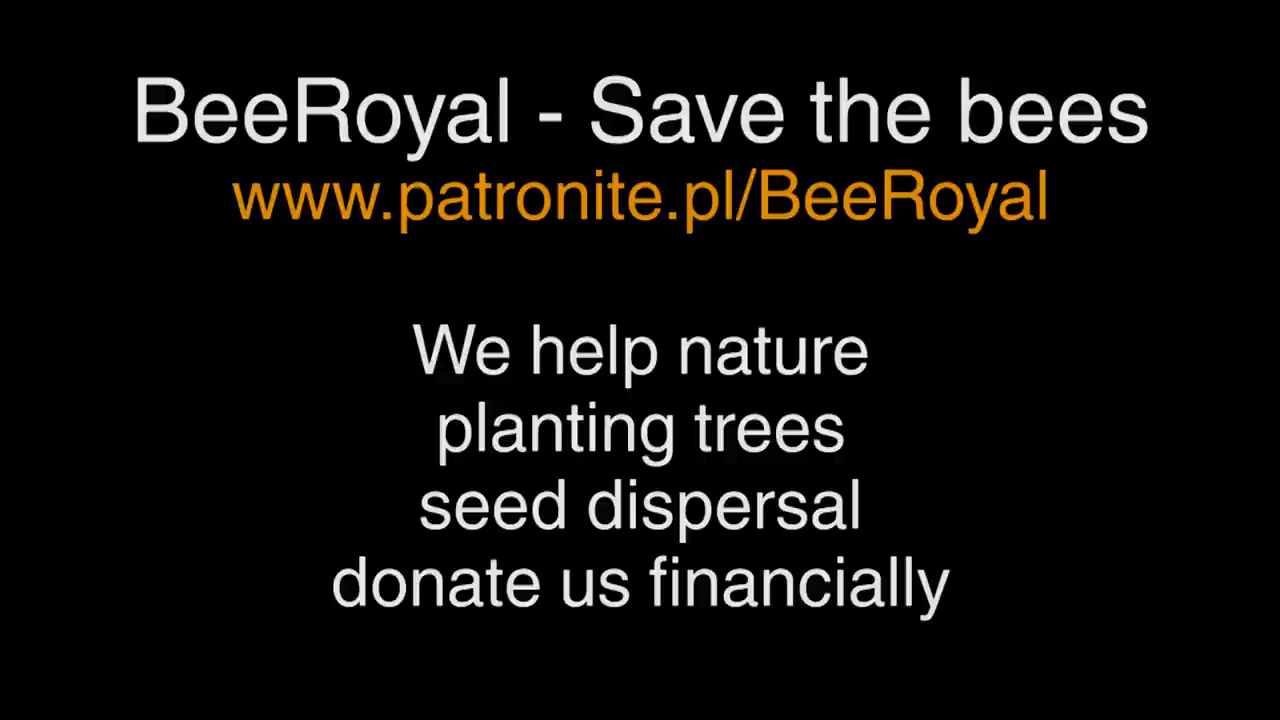 BeeRoyal - Save the bees
www.patronite.pl/BeeRoyal
We help nature
planting trees
seed dispersal
donate us financially